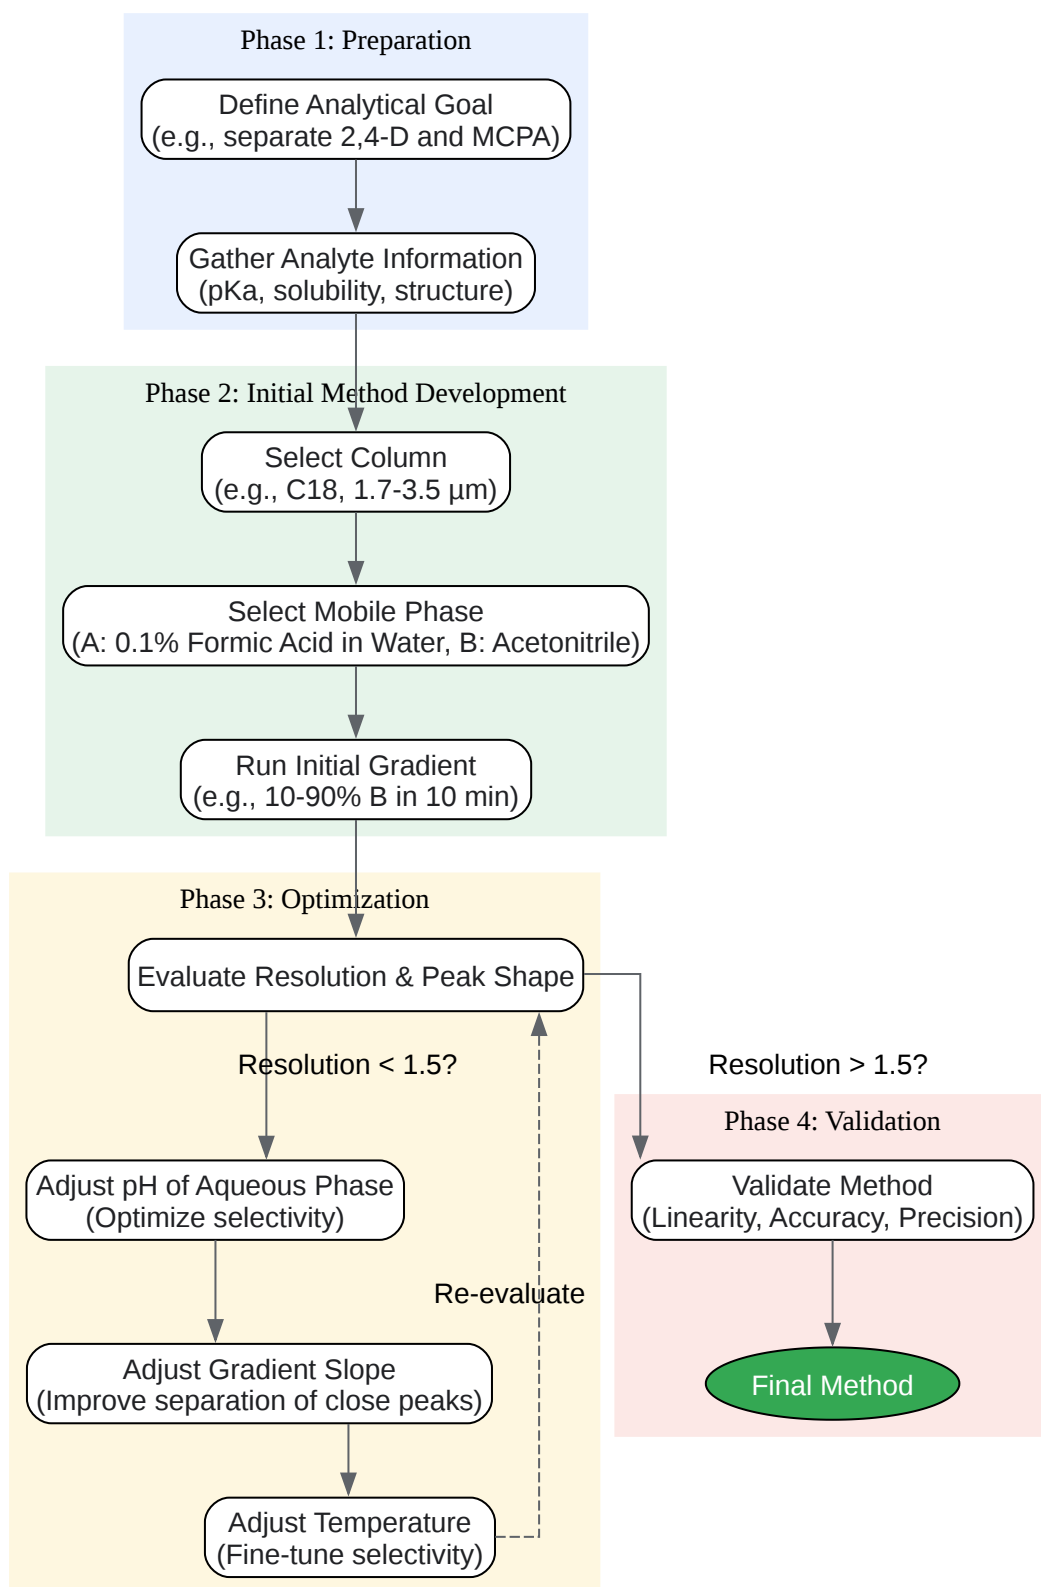 Phase 1: Preparation
Define Analytical Goal
(e.g., separate 2,4-D and MCPA)
Gather Analyte Information
(pKa, solubility, structure)
Phase 2: Initial Method Development
Select Column
(e.g., C18, 1.7-3.5 µm)
Select Mobile Phase
(A: 0.1% Formic Acid in Water, B: Acetonitrile)
Run Initial Gradient
(e.g., 10-90% B in 10 min)
Phase 3: Optimization
Evaluate Resolution & Peak Shape
Resolution < 1.5?
Adjust pH of Aqueous Phase
(Optimize selectivity)
Re-evaluate
Adjust Gradient Slope
(Improve separation of close peaks)
Adjust Temperature
(Fine-tune selectivity)
Resolution > 1.5?
Phase 4: Validation
Validate Method
(Linearity, Accuracy, Precision)
Final Method